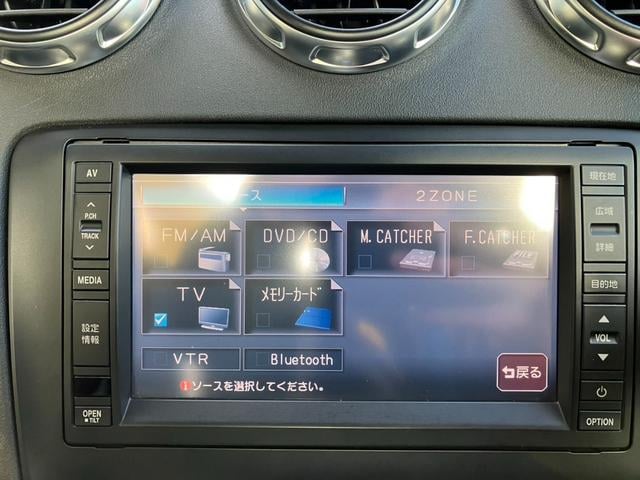 AV
P.CH
TRACK
MEDIA
設定
情報
OPEN
TILT
ース
2ZONE
FM/AM
DVD/CD
M.CATCHER
F.CATCHER
TV
メモリーカード
VTR
Bluetooth
ソースを選択してください。
戻る
現在地
広域
詳細
目的地
VOL
OPTION